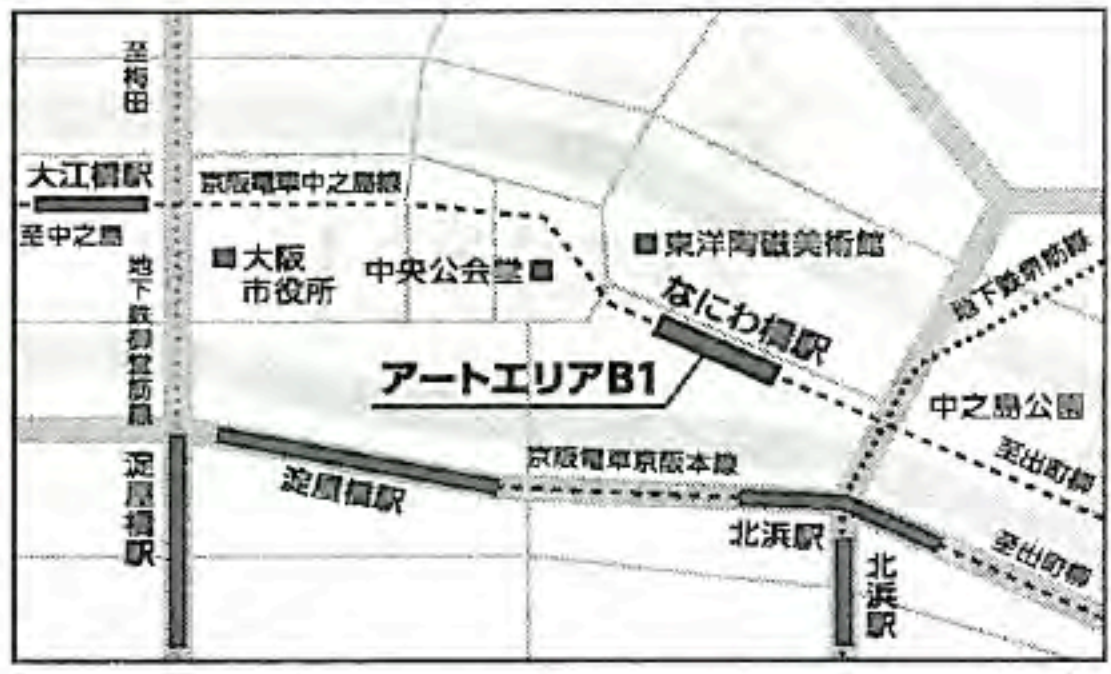 至梅田
大江橋駅
京阪電車中之島線
至中之島
大阪
市役所
中央公会堂
東洋陶磁美術館
地下鉄堺筋線
なにわ橋駅
地下鉄御堂筋線
アートエリアB1
中之島公園
淀屋橋駅
淀屋橋駅
京阪電車京阪本線
至出町柳
北浜駅
至出町柳
北浜駅